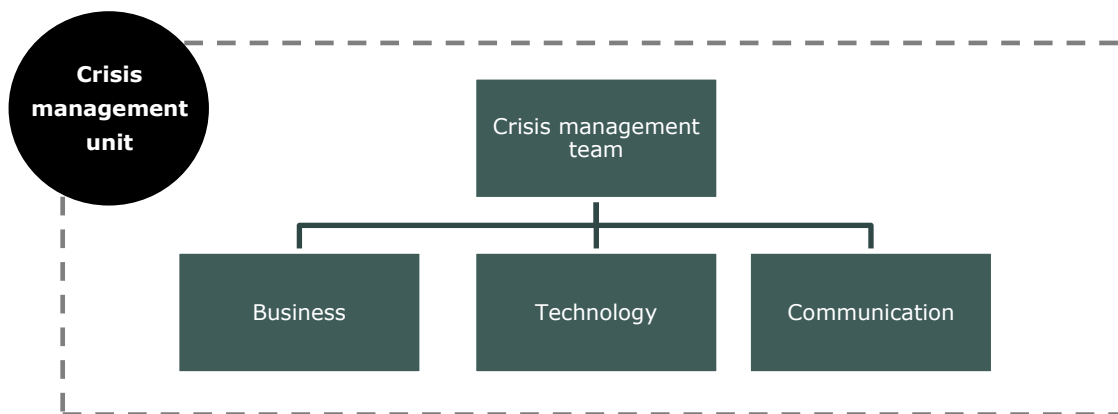 Crisis
management
unit
Crisis management
team
Business
Technology
Communication